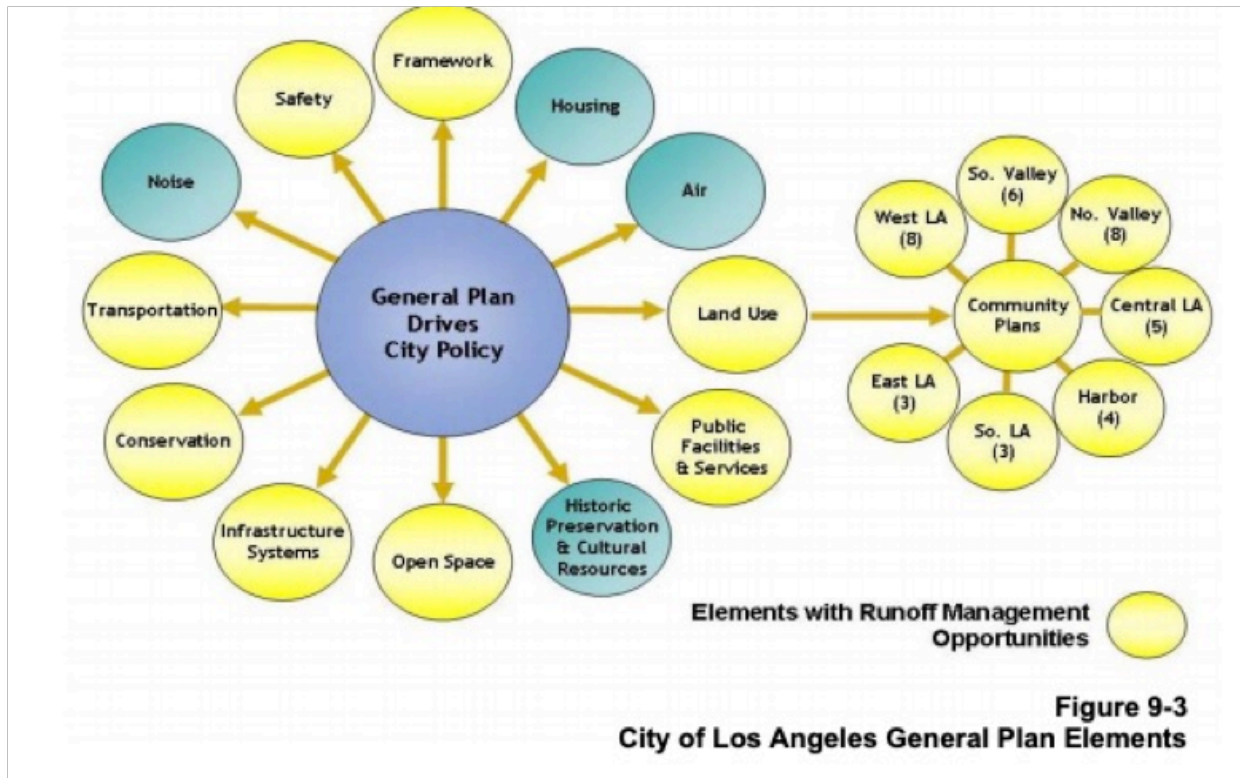 Framework
Safety
Housing
Noise
Air
Transportation
General Plan
Drives
City Policy
Land Use
Conservation
Public
Facilities
& Services
Infrastructure
Systems
Open Space
Historic
Preservation
& Cultural
Resources
So. Valley
(6)
West LA
(8)
No. Valley
(8)
Community
Plans
Central LA
(5)
East LA
(3)
Harbor
(4)
So. LA
(3)
Elements with Runoff Management
Opportunities
Figure 9-3
City of Los Angeles General Plan Elements